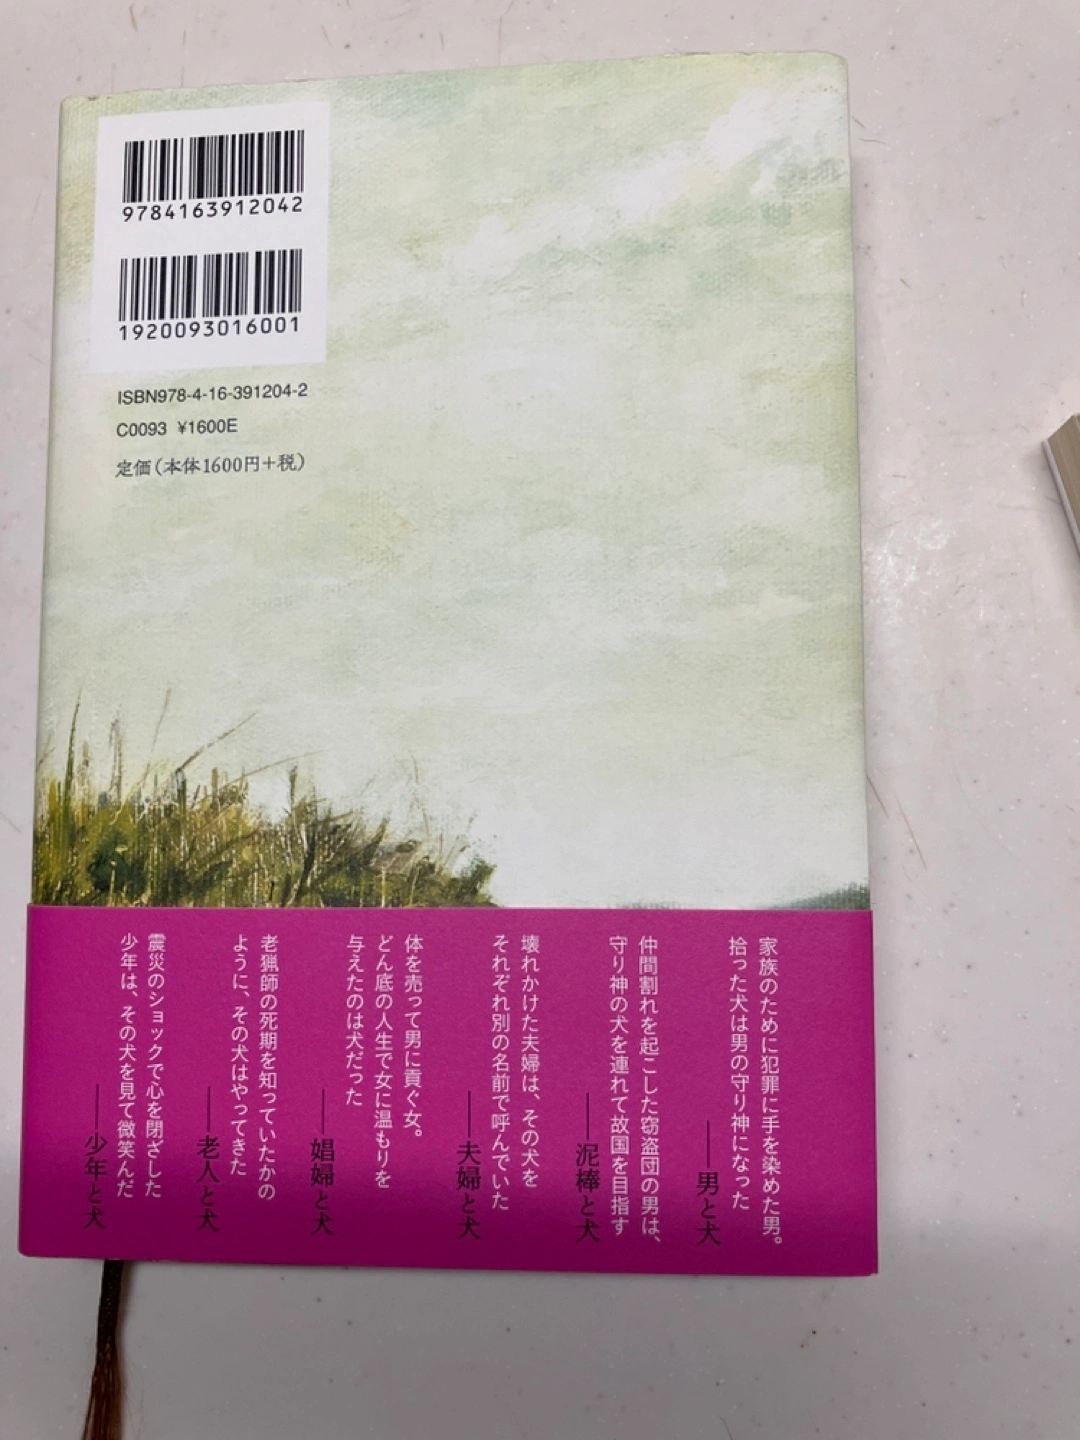 9784163912042
1920093016001
ISBN978-4-16-391204-2
C0093 ¥1600E
定価(本体1600円+税)
家族のために犯罪に手を染めた男。
拾った犬は男の守り神になった
――男と犬
仲間割れを起こした窃盗団の男は、
守り神の犬を連れて故国を目指す
――泥棒と犬
壊れかけた夫婦は、その犬を
それぞれ別の名前で呼んでいた
――夫婦と犬
体を売って男に貢ぐ女。
どん底の人生で女に温もりを
与えたのは犬だった
――娼婦と犬
老猟師の死期を知っていたかの
ように、その犬はやってきた
――老人と犬
震災のショックで心を閉ざした
少年は、その犬を見て微笑んだ
――少年と犬